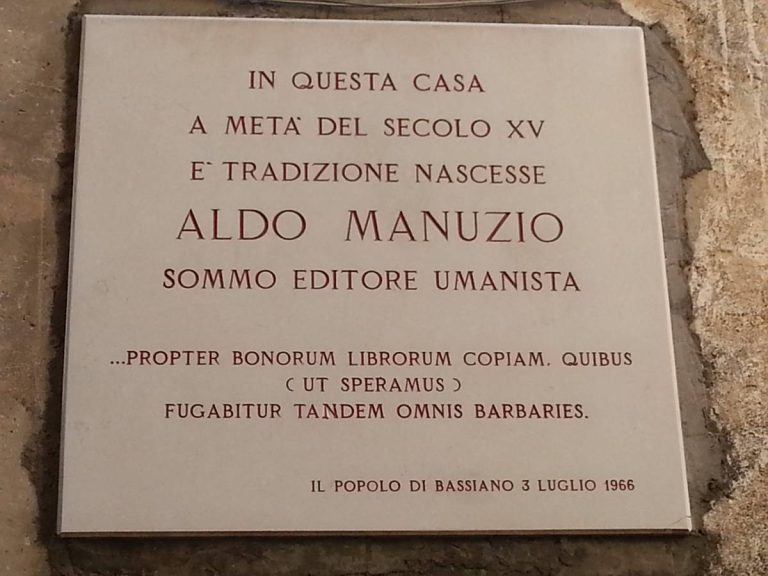 IN QUESTA CASA
A METÀ DEL SECOLO XV
È TRADIZIONE NASCESSE
ALDO MANUZIO
SOMMO EDITORE UMANISTA
...PROPTER BONORUM LIBRORUM COPIAM. QUIBUS
( UT SPERAMUS )
FUGABITUR TANDEM OMNIS BARBARIES.
IL POPOLO DI BASSIANO 3 LUGLIO 1966